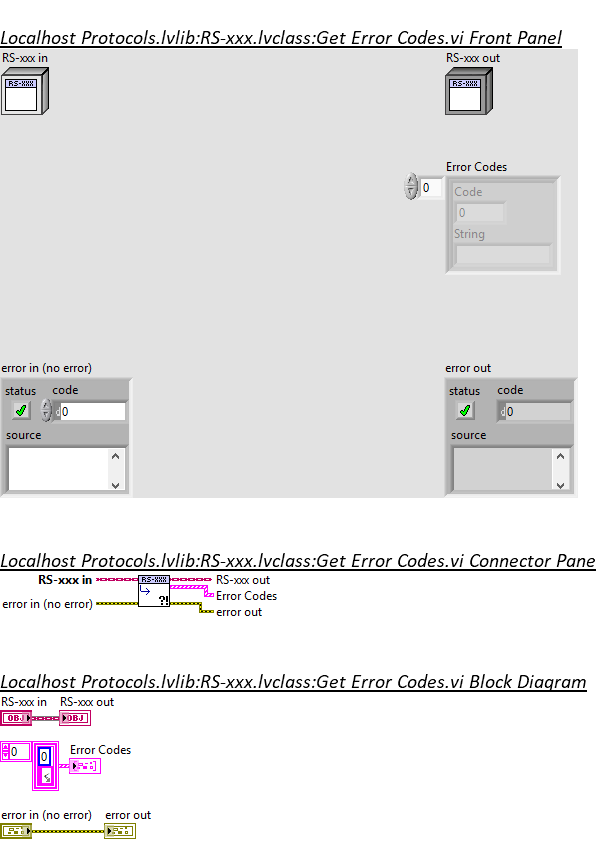 Localhost Protocols.lvlib:RS-xxx.lvclass:Get Error Codes.vi Front Panel
RS-xxx in
RS-xxx out
RS-XXX
RS-XXX
Error Codes
0
Code
0
String
error in (no error)
error out
status
code
status
code
d
0
d
0
source
source
Localhost Protocols.lvlib:RS-xxx.lvclass:Get Error Codes.vi Connector Pane
RS-xxx in
RS-XXX
RS-xxx out
Error Codes
error in (no error)
?!
error out
Localhost Protocols.lvlib:RS-xxx.lvclass:Get Error Codes.vi Block Diagram
RS-xxx in
RS-xxx out
OBJ
OBJ
0
0
Error Codes
error in (no error)
error out